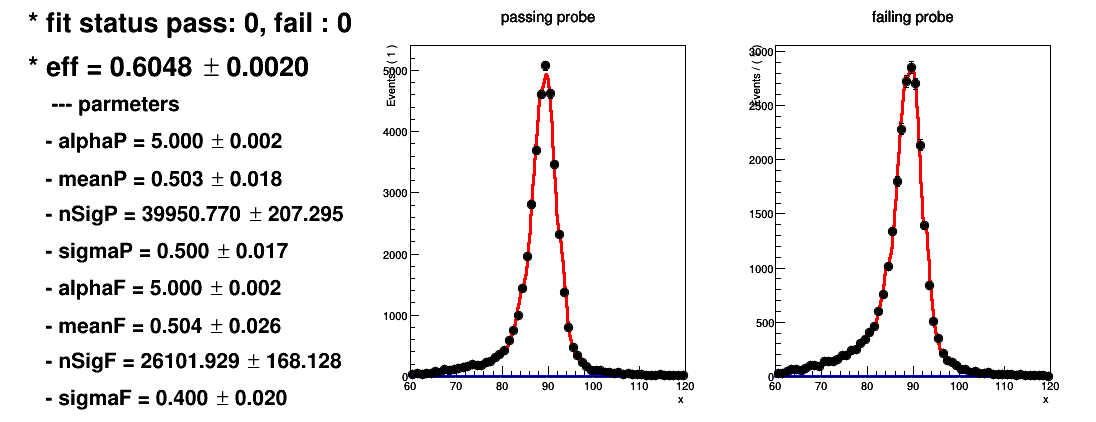 * fit status pass: 0, fail : 0
* eff = 0.6048 ± 0.0020
--- parmeters
- alphaP = 5.000 ± 0.002
- meanP = 0.503 ± 0.018
- nSigP = 39950.770 ± 207.295
- sigmaP = 0.500 ± 0.017
- alphaF = 5.000 ± 0.002
- meanF = 0.504 ± 0.026
- nSigF = 26101.929 ± 168.128
- sigmaF = 0.400 ± 0.020
passing probe
Events / ( 1 )
5000
4000
3000
2000
1000
0
60 70 80 90 100 110 120
x
failing probe
Events / (
3000
2500
2000
1500
1000
500
0
60 70 80 90 100 110 120
x